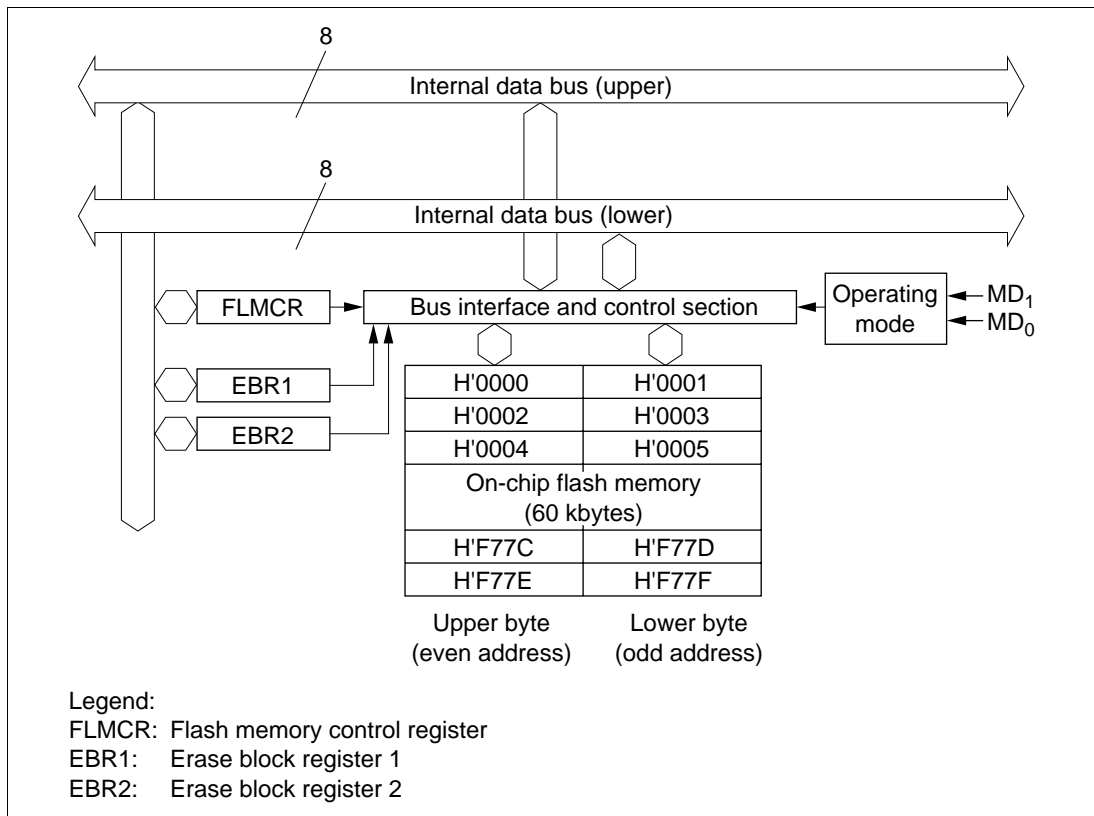 8
Internal data bus (upper)
8
Internal data bus (lower)
FLMCR
Bus interface and control section
Operating
mode
MD1
MD0
EBR1
EBR2
H'0000 H'0001
H'0002 H'0003
H'0004 H'0005
On-chip flash memory
(60 kbytes)
H'F77C H'F77D
H'F77E H'F77F
Upper byte
(even address)
Lower byte
(odd address)
Legend:
FLMCR: Flash memory control register
EBR1: Erase block register 1
EBR2: Erase block register 2